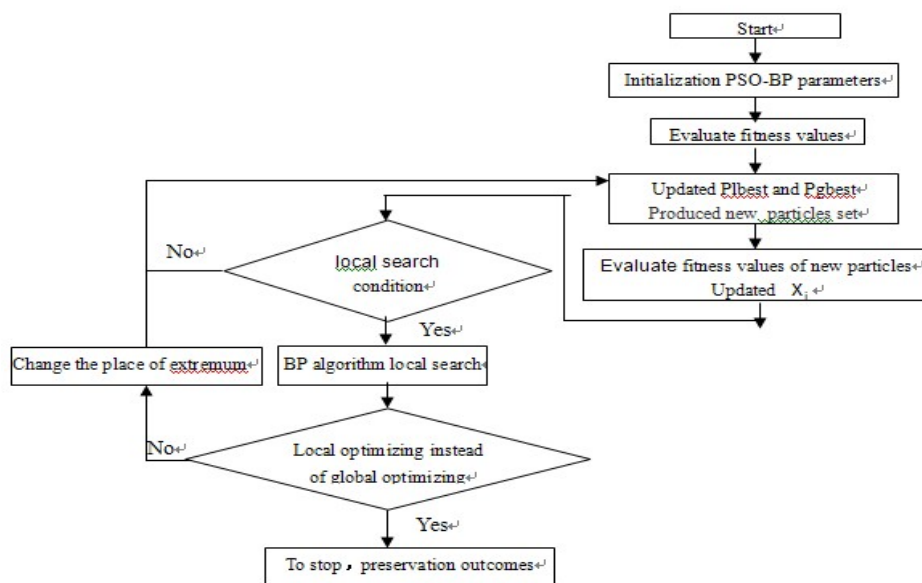 Start↵
Initialization PSO-BP parameters↵
Evaluate fitness values↵
Updated Plbest and Pgbest↵
Produced new particles set↵
Evaluate fitness values of new particles
Updated Xi↵
local search
condition↵
No↵
Yes↵
Change the place of extremum↵
BP algorithm local search↵
Local optimizing instead
of global optimizing↵
No↵
Yes↵
To stop，preservation outcomes↵